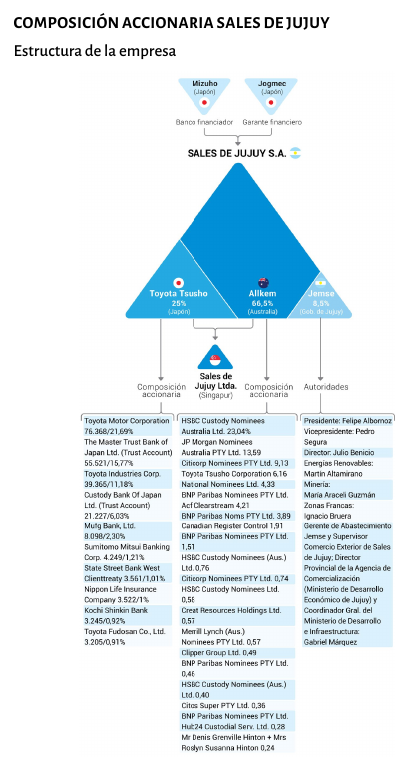 COMPOSICIÓN ACCIONARIA SALES DE JUJUY
Estructura de la empresa
Mizuho
(Japón)
Jogmec
(Japón)
Banco financiador
Garante financiero
SALES DE JUJUY S.A.
Toyota Tsusho
25%
(Japón)
Allkem
66,5%
(Australia)
Jemse
8,5%
(Gob. de Jujuy)
Sales de
Jujuy Ltda.
(Singapur)
Composición
accionaria
Composición
accionaria
Autoridades
Toyota Motor Corporation
76.368/21,69%
The Master Trust Bank of
Japan Ltd. (Trust Account)
55.521/15,77%
Toyota Industries Corp.
39.365/11,18%
Custody Bank Of Japan
Ltd. (Trust Account)
21.227/6,03%
Mufg Bank, Ltd.
8.098/2,30%
Sumitomo Mitsui Banking
Corp. 4.249/1,21%
State Street Bank West
Clienttreaty 3.561/1,01%
Nippon Life Insurance
Company 3.522/1%
Kochi Shinkin Bank
3.245/0,92%
Toyota Fudosan Co., Ltd.
3.205/0,91%
HSBC Custody Nominees
Australia Ltd. 23,04%
JP Morgan Nominees
Australia PTY Ltd. 13,59
Citicorp Nominees PTY Ltd. 9,13
Toyota Tsusho Corporation 6,16
National Nominees Ltd. 4,33
BNP Paribas Nominees PTY Ltd.
Acf Clearstream 4,21
BNP Paribas Noms PTY Ltd. 3,89
Canadian Register Control 1,91
BNP Paribas Nominees PTY Ltd.
1,51
HSBC Custody Nominees (Aus.)
Ltd. 0,76
Citicorp Nominees PTY Ltd. 0,74
HSBC Custody Nominees Ltd.
0,58
Great Resources Holdings Ltd.
0,57
Merrill Lynch (Aus.)
Nominees PTY Ltd. 0,57
Clipper Group Ltd. 0,49
BNP Paribas Nominees PTY Ltd.
0,46
HSBC Custody Nominees (Aus.)
Ltd. 0,40
Citos Super PTY Ltd. 0,36
BNP Paribas Nominees PTY Ltd.
Hub24 Custodial Serv. Ltd. 0,28
Mr Denis Grenville Hinton + Mrs
Roslyn Susanna Hinton 0,24
Presidente: Felipe Albornoz
Vicepresidente: Pedro
Segura
Director: Julio Benicio
Energías Renovables:
Martin Altamirano
Minería:
Maria Araceli Guzmán
Zonas Francas:
Ignacio Bruera
Gerente de Abastecimiento
Jemse y Supervisor
Comercio Exterior de Sales
de Jujuy; Director
Provincial de la Agencia de
Comercialización
(Ministerio de Desarrollo
Económico de Jujuy) y
Coordinador Gral. del
Ministerio de Desarrollo
e Infraestructura:
Gabriel Márquez